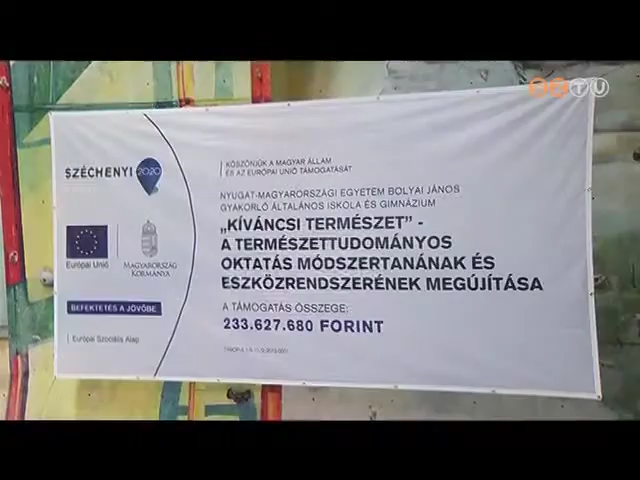 SZÉCHENYI 2020
KÖSZÖNJÜK A MAGYAR ÁLLAM
ÉS AZ EURÓPAI UNIÓ TÁMOGATÁSÁT
NYUGAT-MAGYARORSZÁGI EGYETEM BOLYAI JÁNOS
GYAKORLÓ ÁLTALÁNOS ISKOLA ÉS GIMNÁZIUM
„KÍVÁNCSI TERMÉSZET” -
A TERMÉSZETTUDOMÁNYOS
OKTATÁS MÓDSZERTANÁNAK ÉS
ESZKÖZRENDSZERÉNEK MEGÚJÍTÁSA
A TÁMOGATÁS ÖSSZEGE:
233.627.680 FORINT
Európai Unió
MAGYARORSZÁG
KORMÁNYA
BEFEKTETÉS A JÖVŐBE
Európai Szociális Alap